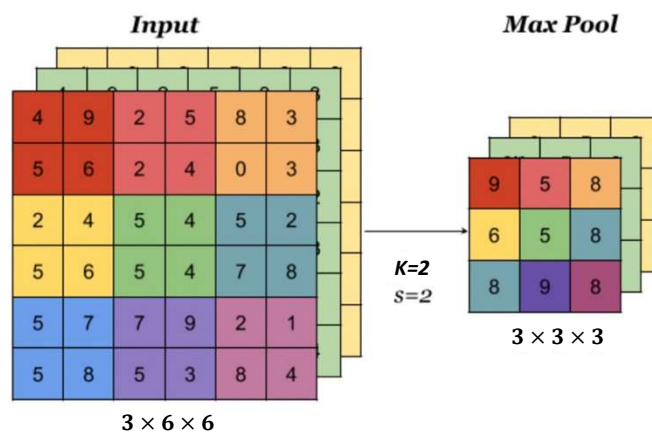 Input
Max Pool
4 9 2 5 8 3
5 6 2 4 0 3
2 4 5 4 5 2
5 6 5 4 7 8
5 7 7 9 2 1
5 8 5 3 8 4
K=2
s=2
9 5 8
6 5 8
8 9 8
3 × 3 × 3
3 × 6 × 6